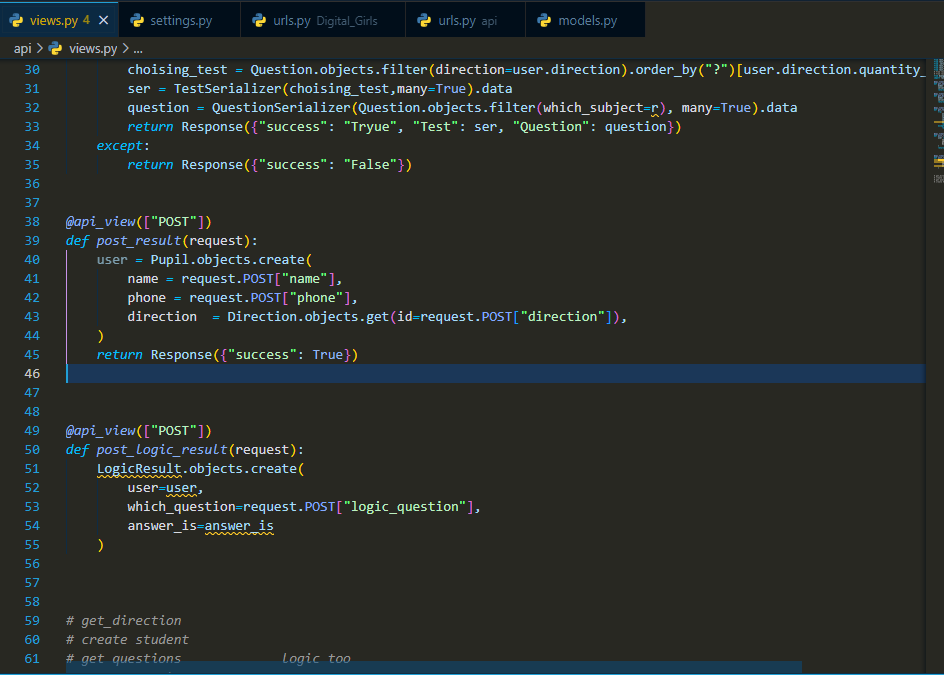 views.py 4 ×
settings.py
urls.py Digital_Girls
urls.py api
models.py
api > views.py > ...
30 choising_test = Question.objects.filter(direction=user.direction).order_by("?")[user.direction.quantity_
31 ser = TestSerializer(choising_test,many=True).data
32 question = QuestionSerializer(Question.objects.filter(which_subject=r), many=True).data
33 return Response({"success": "Tryue", "Test": ser, "Question": question})
34 except:
35 return Response({"success": "False"})
36
37
38 @api_view(["POST"])
39 def post_result(request):
40 user = Pupil.objects.create(
41 name = request.POST["name"],
42 phone = request.POST["phone"],
43 direction  = Direction.objects.get(id=request.POST["direction"]),
44 )
45 return Response({"success": True})
46
47
48
49 @api_view(["POST"])
50 def post_logic_result(request):
51 LogicResult.objects.create(
52 user=user,
53 which_question=request.POST["logic_question"],
54 answer_is=answer_is
55 )
56
57
58
59 # get_direction
60 # create student
61 # get questions             logic too